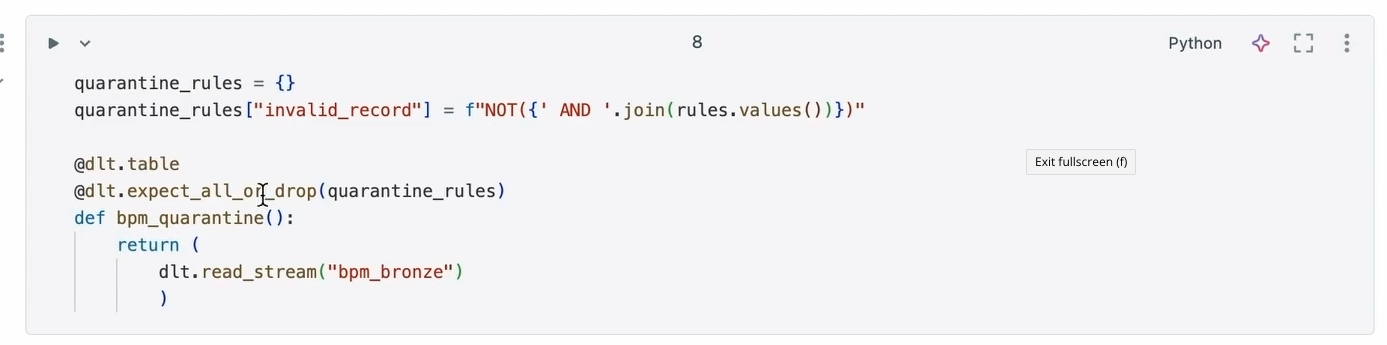 8
Python
quarantine_rules = {}
quarantine_rules["invalid_record"] = f"NOT({' AND '.join(rules.values())})"
@dlt.table
Exit fullscreen (f)
@dlt.expect_all_or_drop(quarantine_rules)
def bpm_quarantine():
    return (
        dlt.read_stream("bpm_bronze")
        )